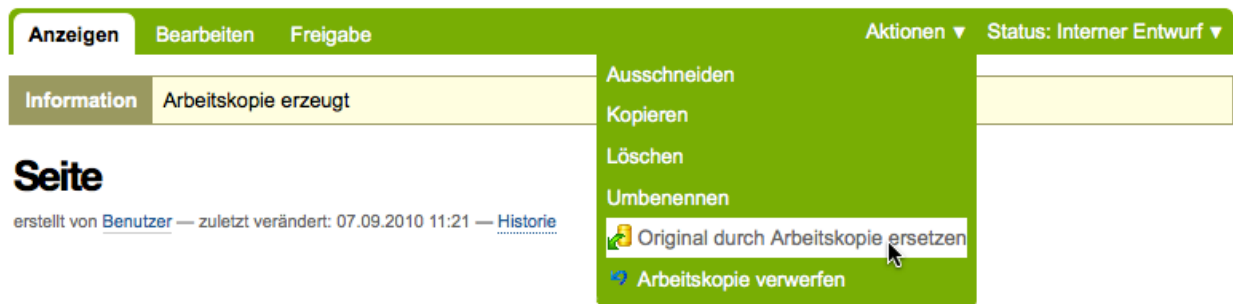 Anzeigen Bearbeiten Freigabe Aktionen ▼ Status: Interner Entwurf ▼
Information Arbeitskopie erzeugt
Ausschneiden
Kopieren
Löschen
Umbenennen
Original durch Arbeitskopie ersetzen
Arbeitskopie verwerfen
Seite
erstellt von Benutzer — zuletzt verändert: 07.09.2010 11:21 — Historie